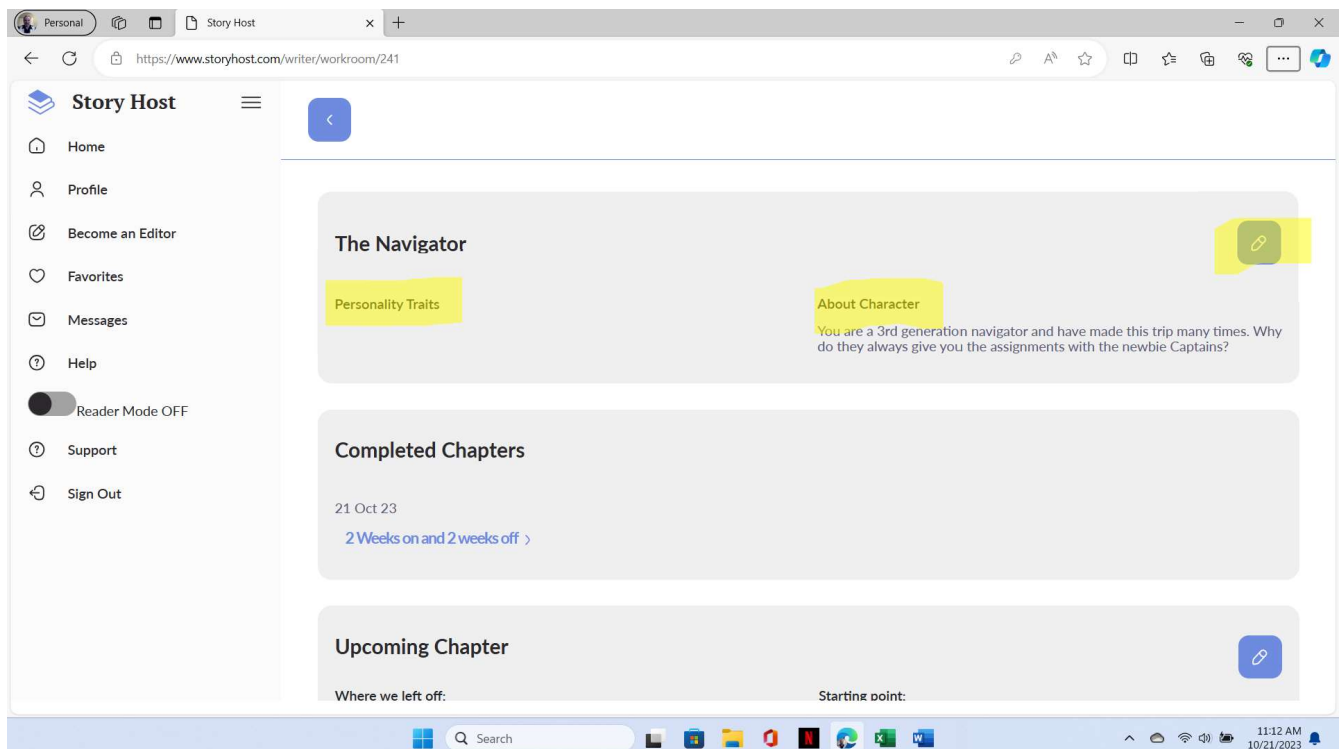 Personal
Story Host
https://www.storyhost.com/writer/workroom/241
Story Host
Home
Profile
Become an Editor
Favorites
Messages
Help
Reader Mode OFF
Support
Sign Out
The Navigator
Personality Traits
About Character
You are a 3rd generation navigator and have made this trip many times. Why
do they always give you the assignments with the newbie Captains?
Completed Chapters
21 Oct 23
2 Weeks on and 2 weeks off
Upcoming Chapter
Where we left off:
Starting point:
Search
11:12 AM
10/21/2023